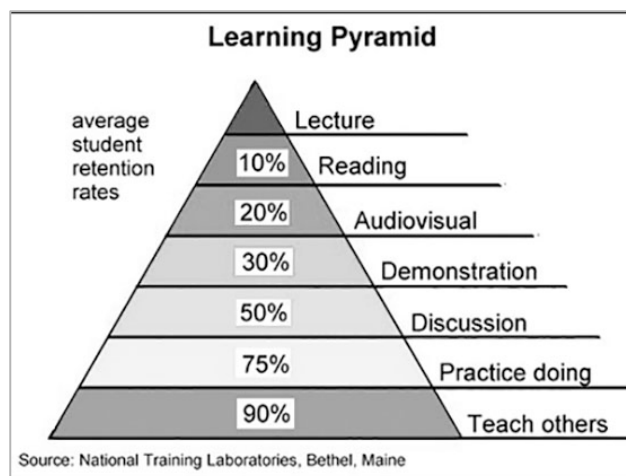 Learning Pyramid
average
student
retention
rates
Lecture
10% Reading
20% Audiovisual
30% Demonstration
50% Discussion
75% Practice doing
90% Teach others
Source: National Training Laboratories, Bethel, Maine